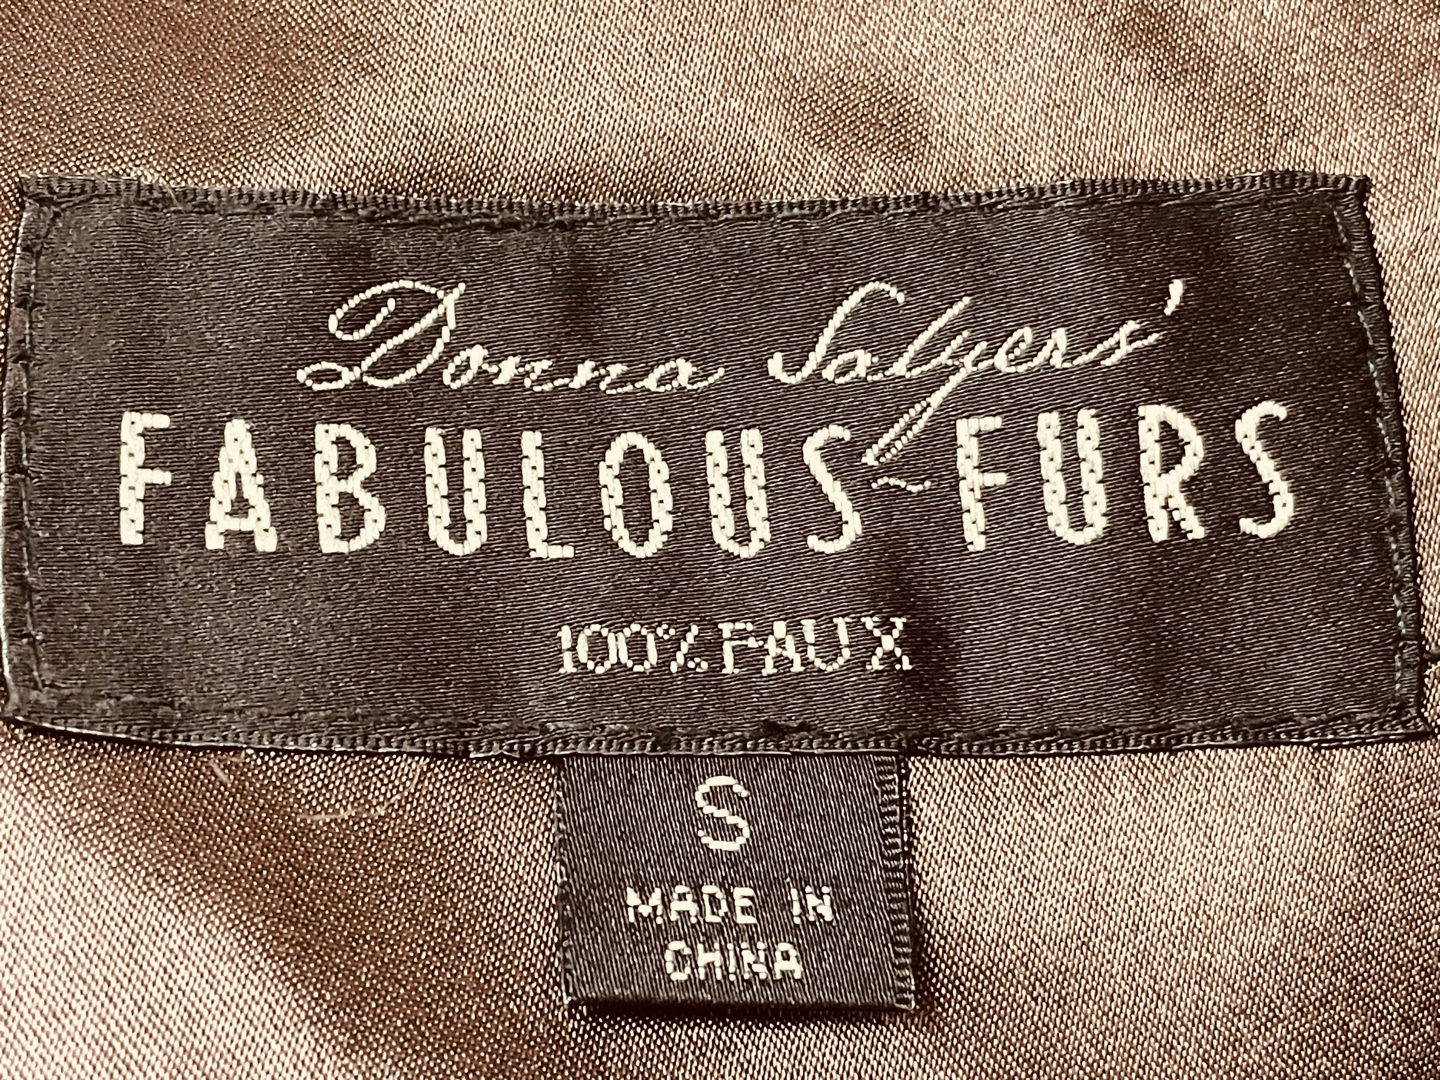 Donna Salyers'
FABULOUS~FURS
100% FAUX
S
MADE IN
CHINA